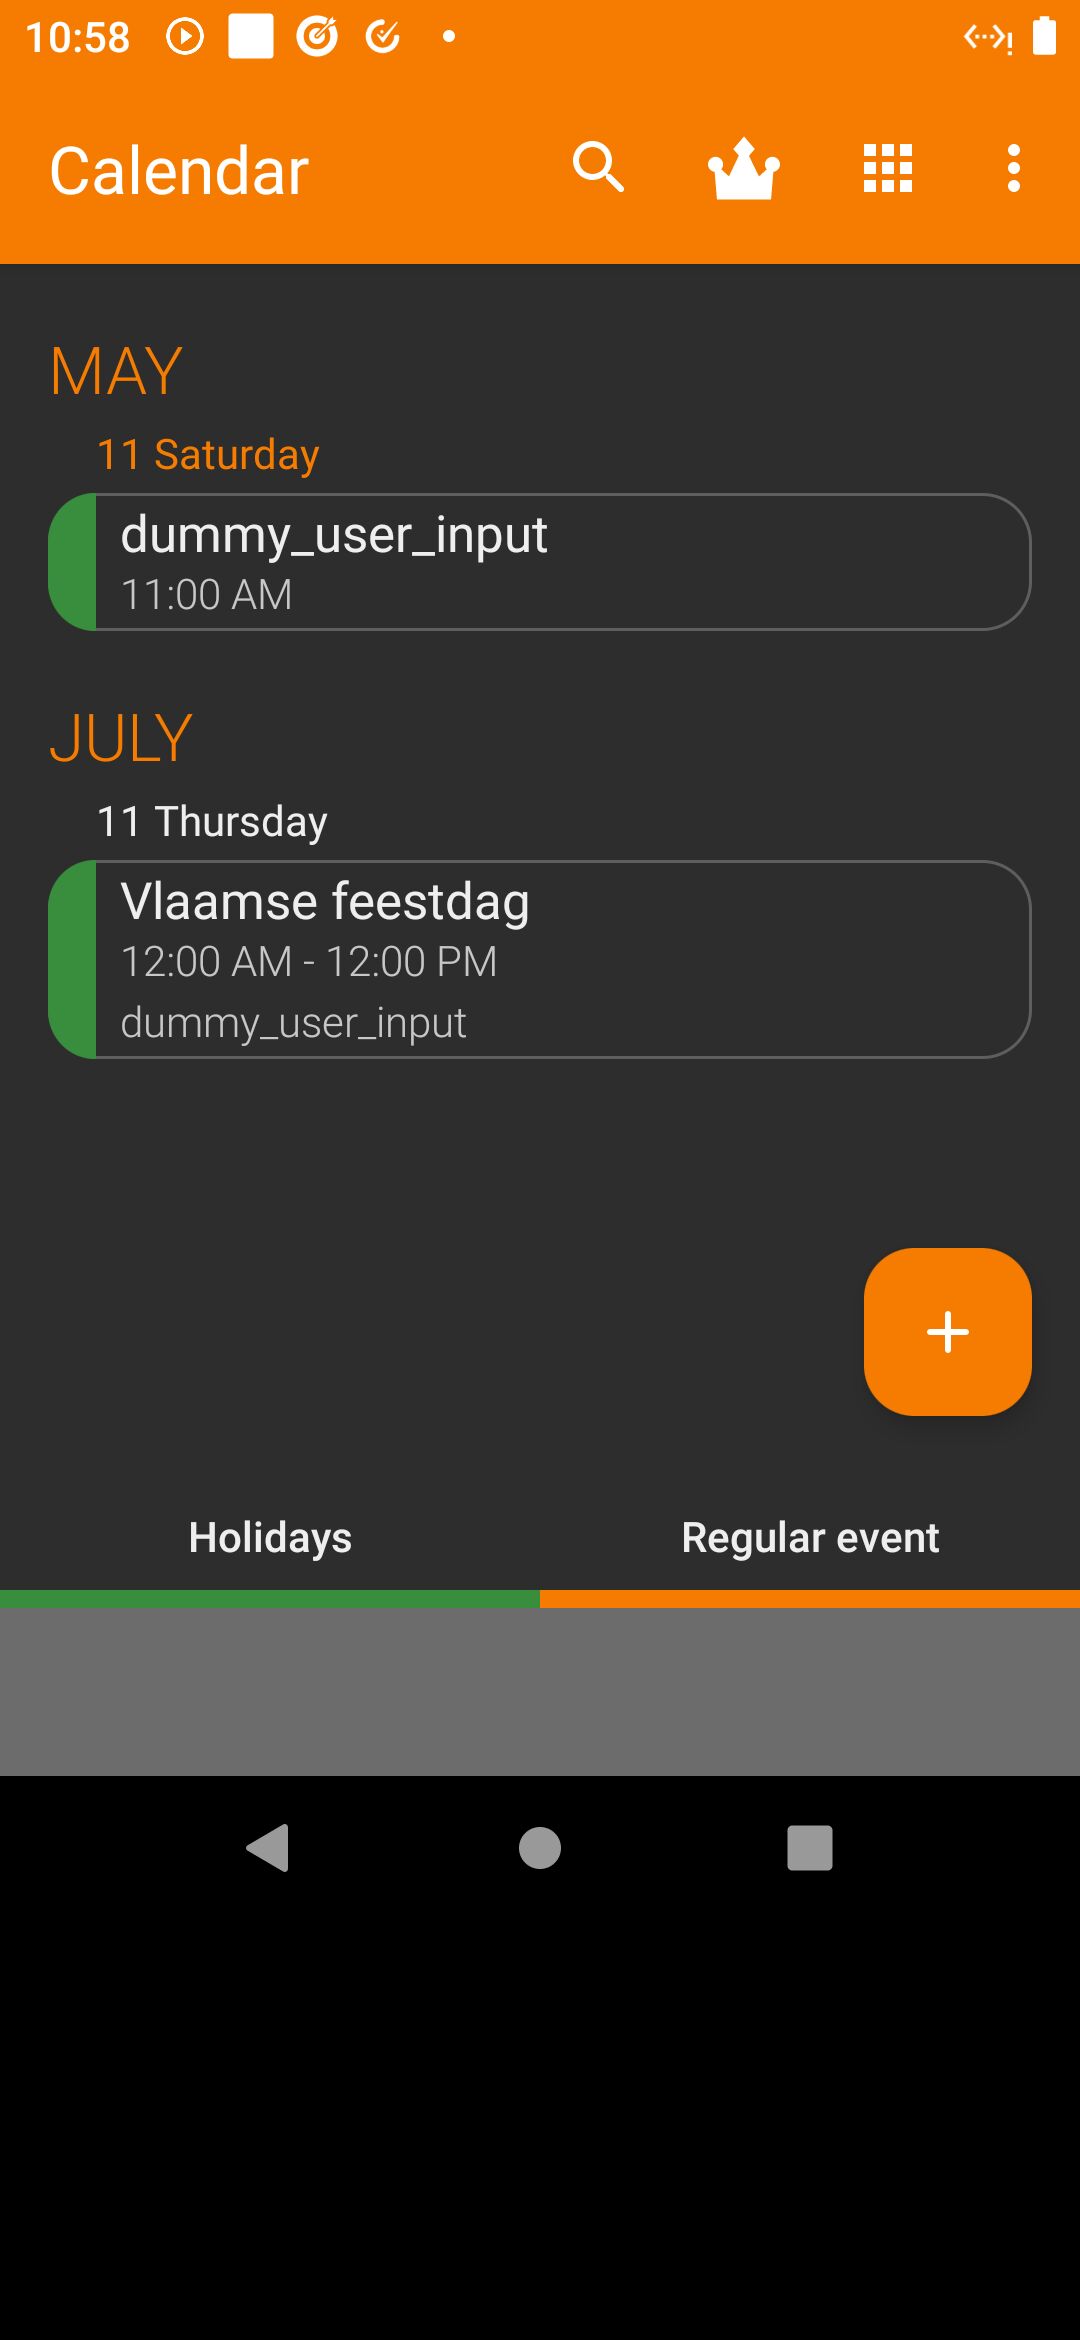 10:58
Calendar
MAY
11 Saturday
dummy_user_input
11:00 AM
JULY
11 Thursday
Vlaamse feestdag
12:00 AM - 12:00 PM
dummy_user_input
Holidays
Regular event